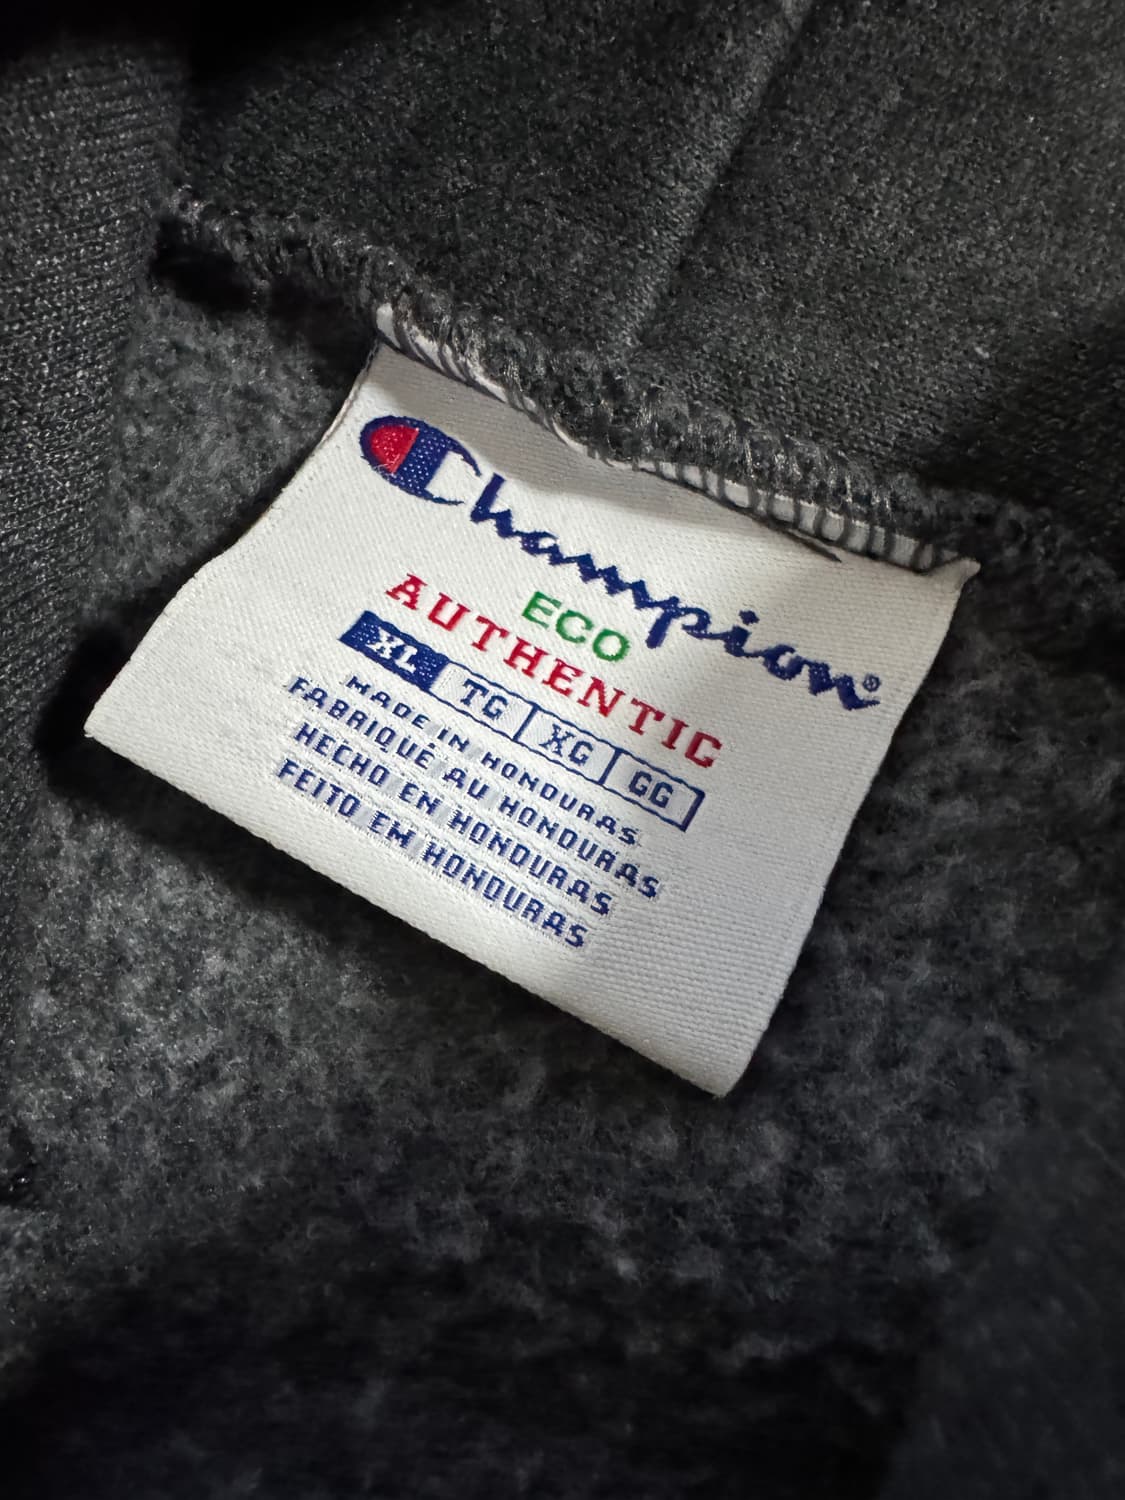 Champion®
ECO
AUTHENTIC
XL TG XG GG
MADE IN HONDURAS
FABRIQUÉ AU HONDURAS
HECHO EN HONDURAS
FEITO EM HONDURAS